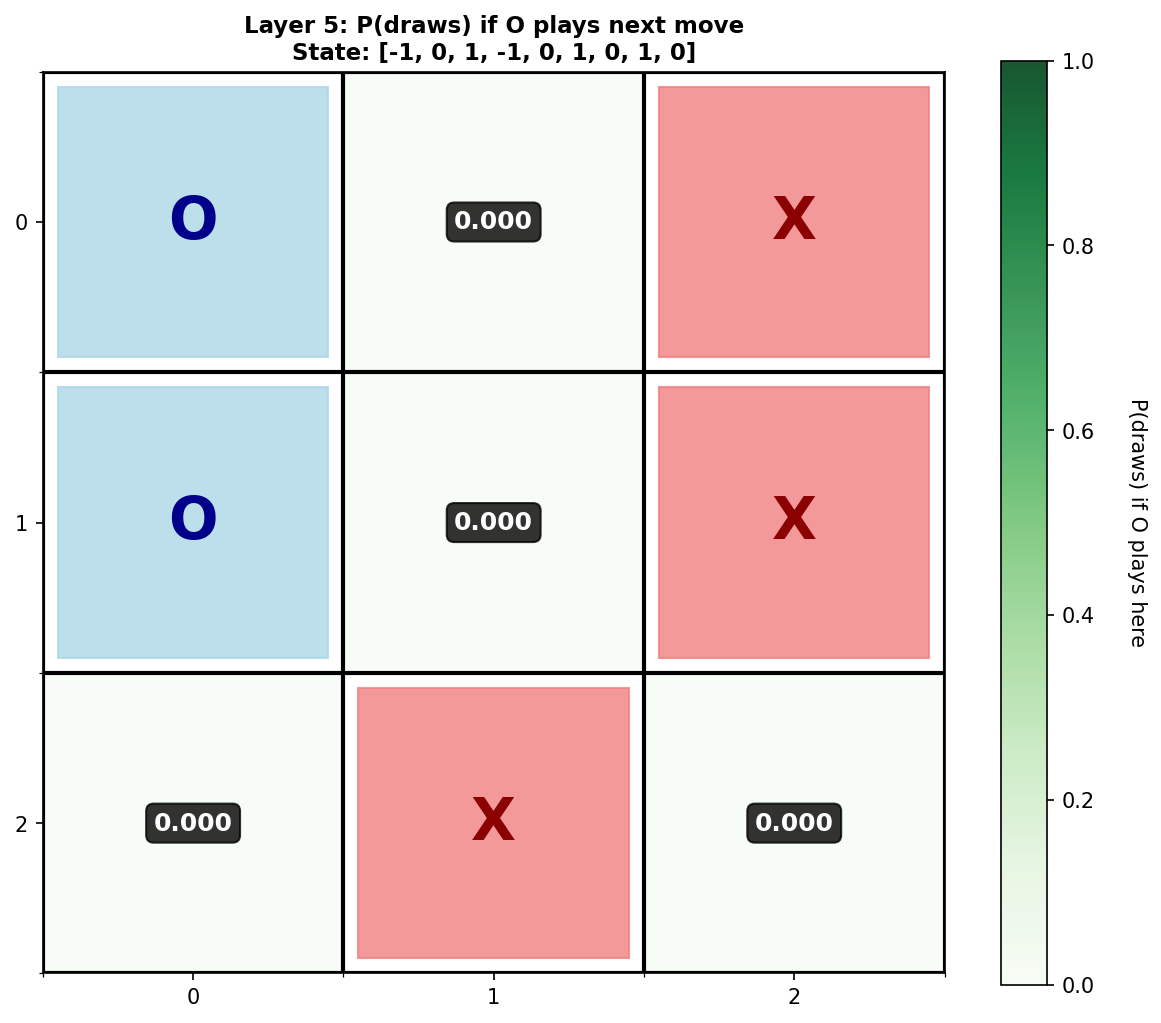 Layer 5: P(draws) if O plays next move
State: [-1, 0, 1, -1, 0, 1, 0, 1, 0]
0
O
0.000
X
1
O
0.000
X
2
0.000
X
0.000
0
1
2
1.0
0.8
0.6
0.4
0.2
0.0
P(draws) if O plays here